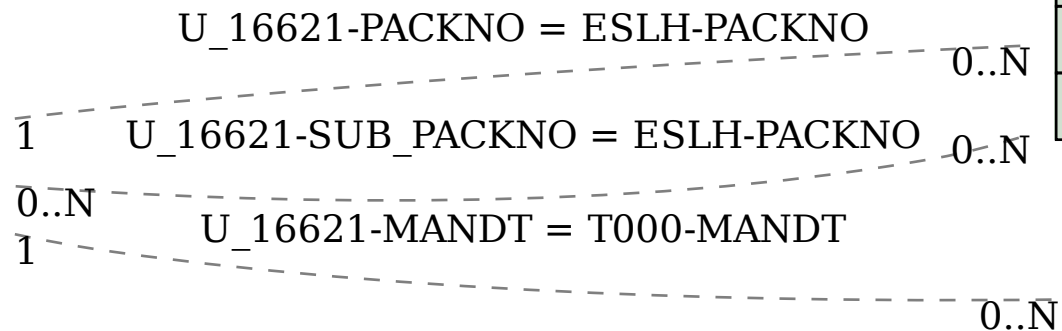 U_16621-PACKNO = ESLH-PACKNO
0..N
1
U_16621-SUB_PACKNO = ESLH-PACKNO
0..N
0..N
U_16621-MANDT = T000-MANDT
1
0..N